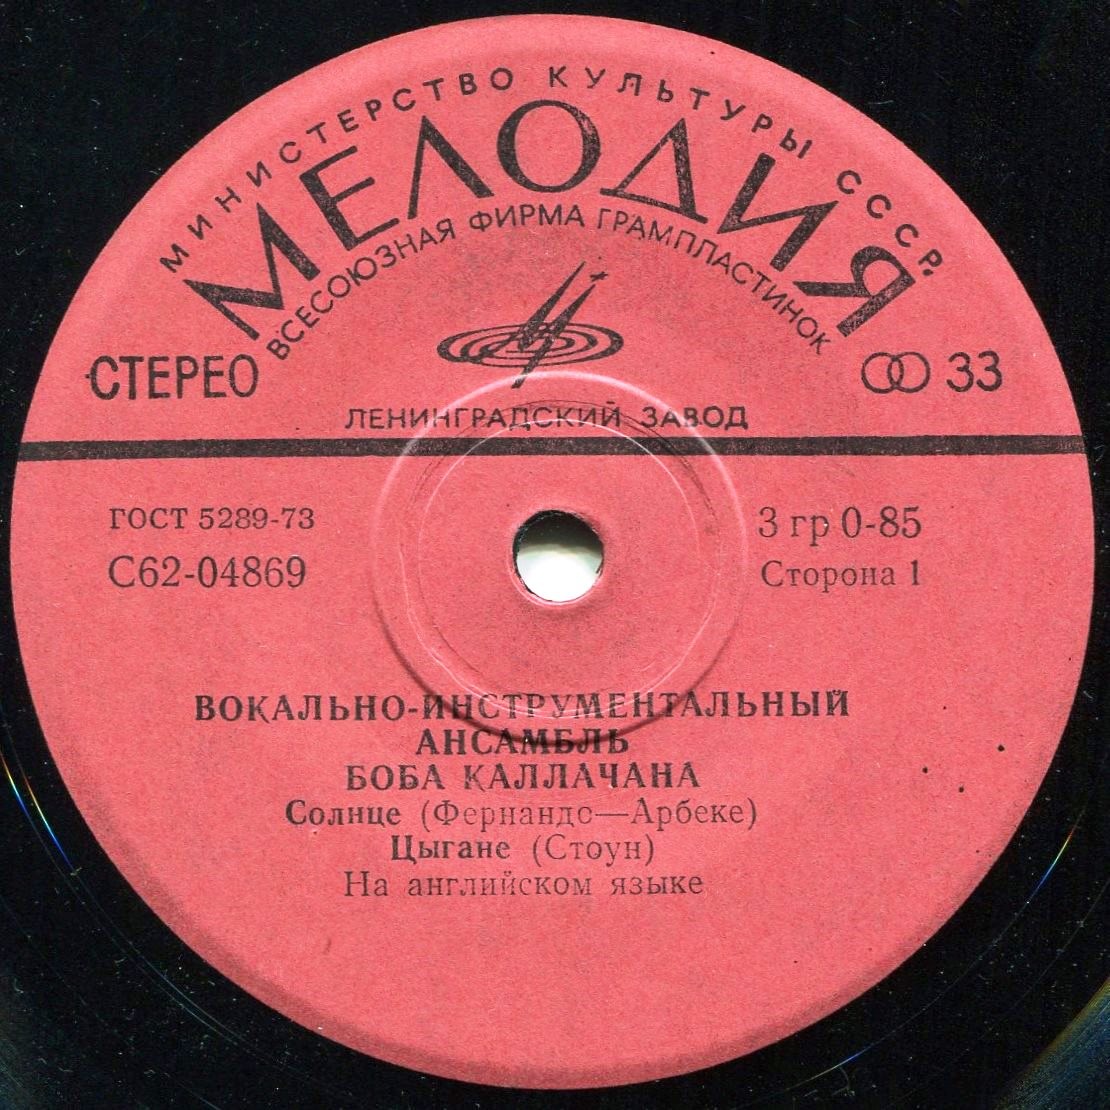 МИНИСТЕРСТВО КУЛЬТУРЫ СССР.
МЕЛОДИЯ
ВСЕСОЮЗНАЯ ФИРМА ГРАМПЛАСТИНОК
СТЕРЕО 33
ЛЕНИНГРАДСКИЙ ЗАВОД
ГОСТ 5289-73 3 гр 0-85
С62-04869 Сторона 1
ВОКАЛЬНО-ИНСТРУМЕНТАЛЬНЫЙ
АНСАМБЛЬ
БОБА КАЛЛАЧАНА
Солнце (Фернандо—Арбеке)
Цыгане (Стоун)
На английском языке